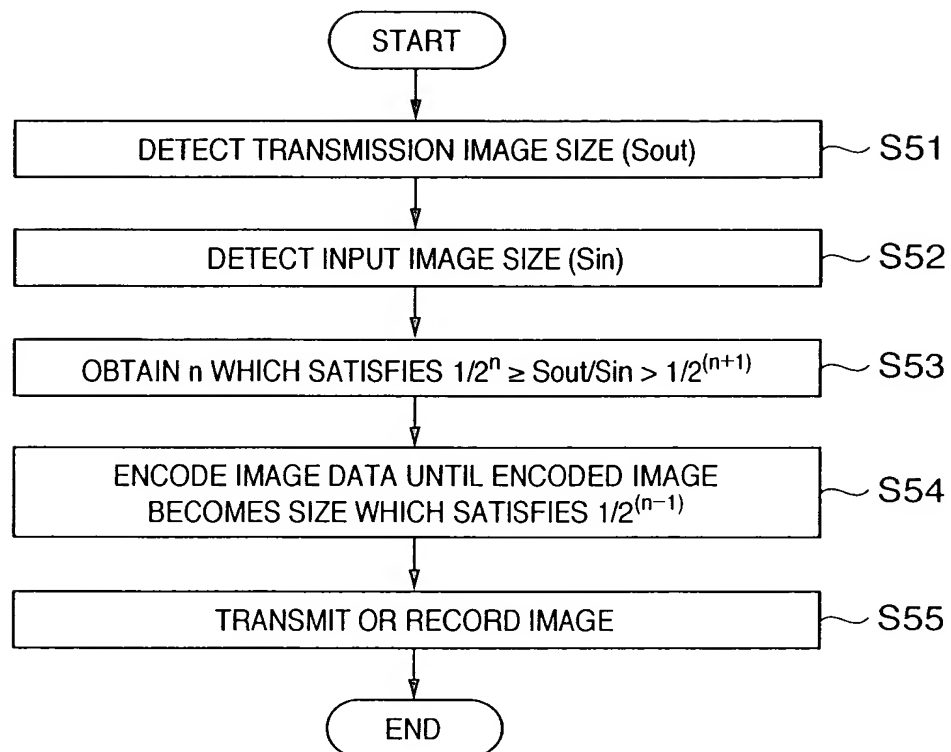 START
DETECT TRANSMISSION IMAGE SIZE (Sout)
S51
DETECT INPUT IMAGE SIZE (Sin)
S52
OBTAIN n WHICH SATISFIES 1/2^n ≥ Sout/Sin > 1/2^(n+1)
S53
ENCODE IMAGE DATA UNTIL ENCODED IMAGE
BECOMES SIZE WHICH SATISFIES 1/2^(n−1)
S54
TRANSMIT OR RECORD IMAGE
S55
END